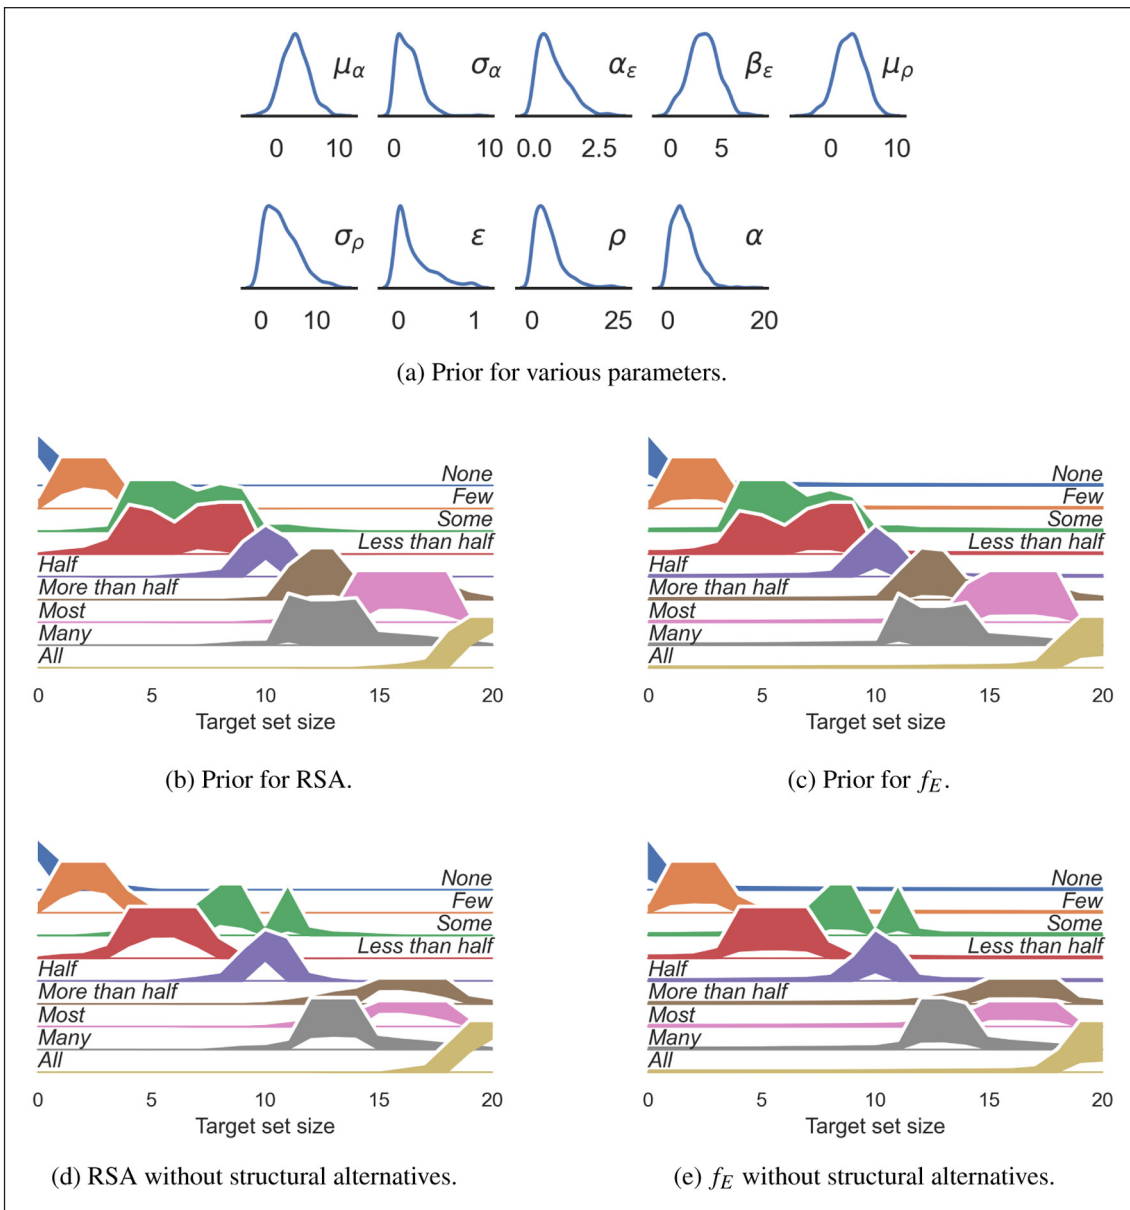 μα σα αε βε μρ
0 10 0 10 0.0 2.5 0 5 0 10
σρ ε ρ α
0 10 0 1 0 25 0 20
(a) Prior for various parameters.
None
Few
Some
Less than half
Half
More than half
Most
Many
All
0 5 10 15 20
Target set size
(b) Prior for RSA.
None
Few
Some
Less than half
Half
More than half
Most
Many
All
0 5 10 15 20
Target set size
(c) Prior for fE.
None
Few
Some
Less than half
Half
More than half
Most
Many
All
0 5 10 15 20
Target set size
(d) RSA without structural alternatives.
None
Few
Some
Less than half
Half
More than half
Most
Many
All
0 5 10 15 20
Target set size
(e) fE without structural alternatives.